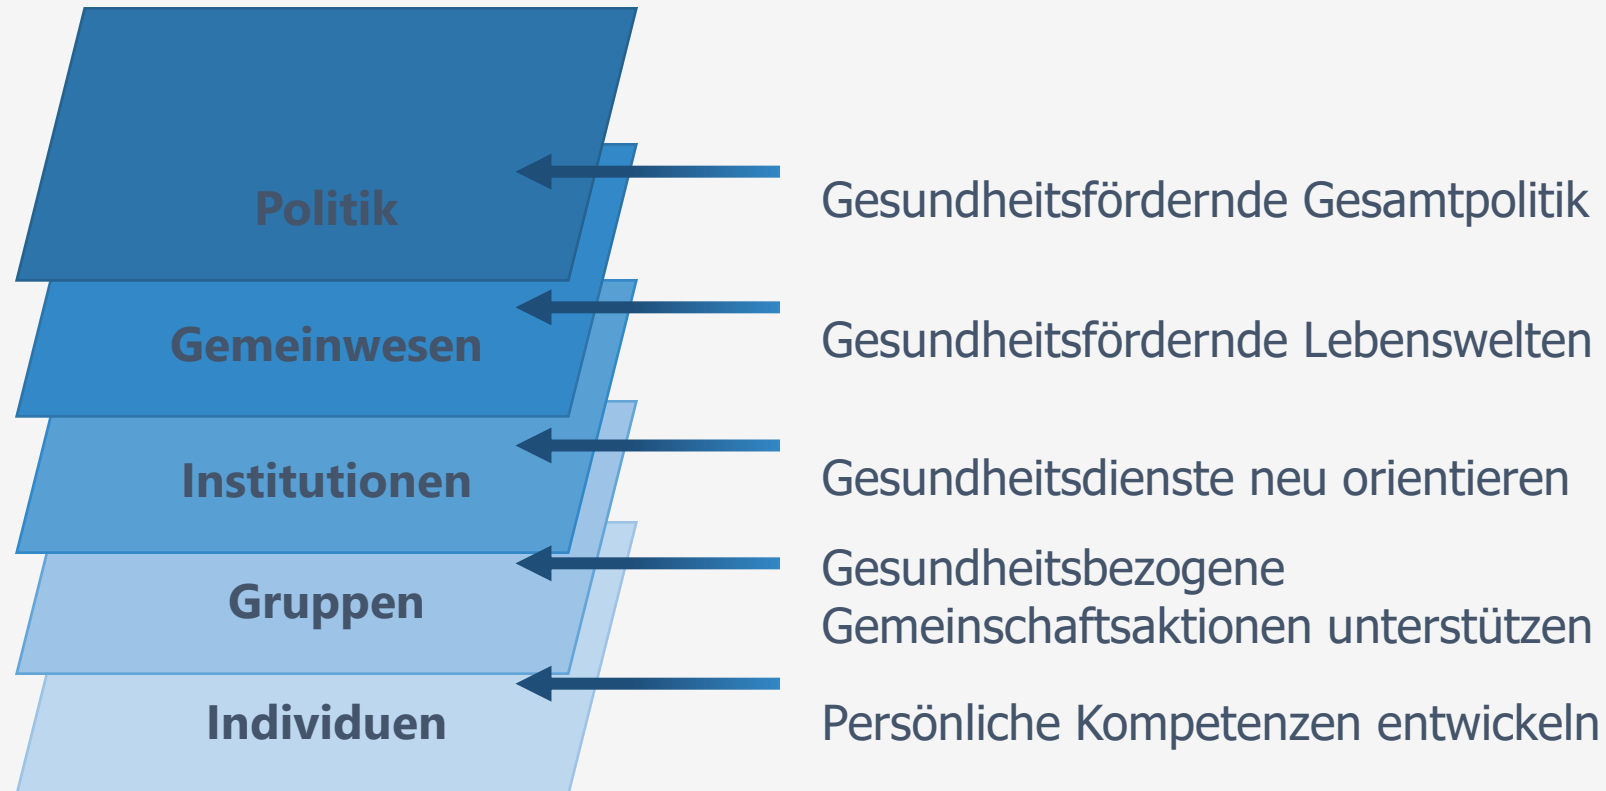 Politik
Gesundheitsfördernde Gesamtpolitik
Gemeinwesen
Gesundheitsfördernde Lebenswelten
Institutionen
Gesundheitsdienste neu orientieren
Gruppen
Gesundheitsbezogene
Gemeinschaftsaktionen unterstützen
Individuen
Persönliche Kompetenzen entwickeln